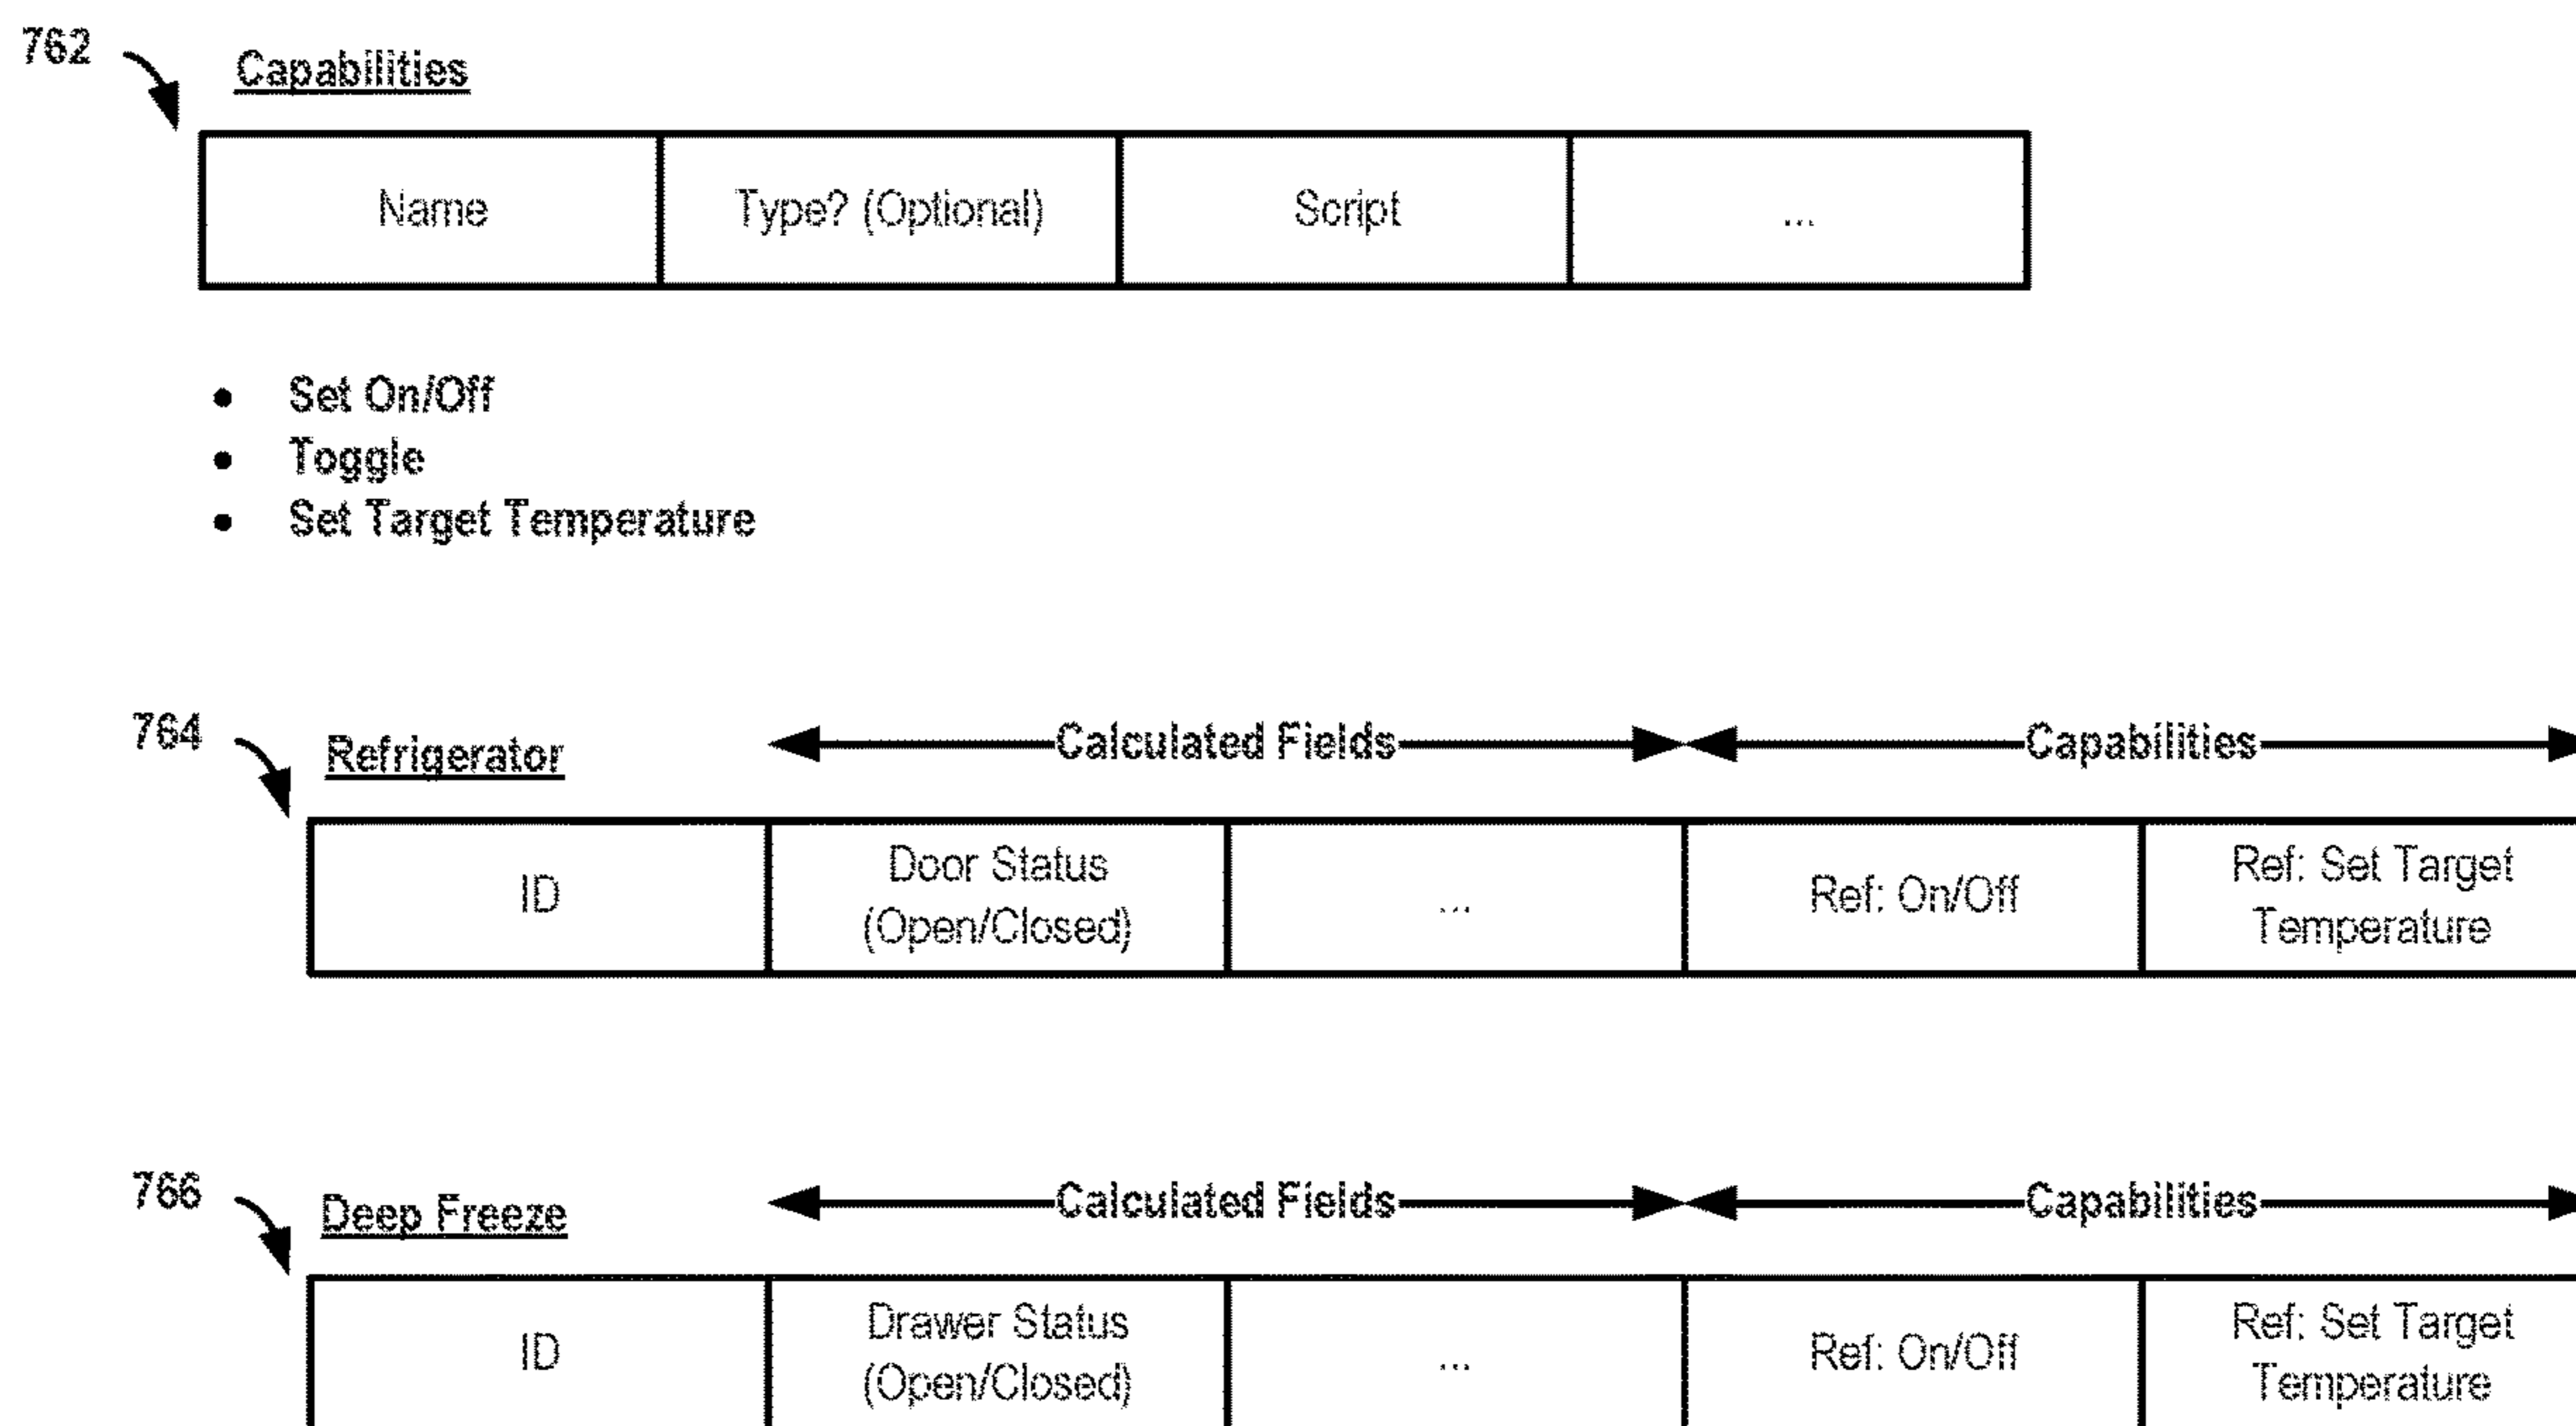 762
Capabilities
Name
Type? (Optional)
Script
...
• Set On/Off
• Toggle
• Set Target Temperature
764
Refrigerator
Calculated Fields
Capabilities
ID
Door Status
(Open/Closed)
...
Ref: On/Off
Ref: Set Target
Temperature
766
Deep Freeze
Calculated Fields
Capabilities
ID
Drawer Status
(Open/Closed)
...
Ref: On/Off
Ref: Set Target
Temperature